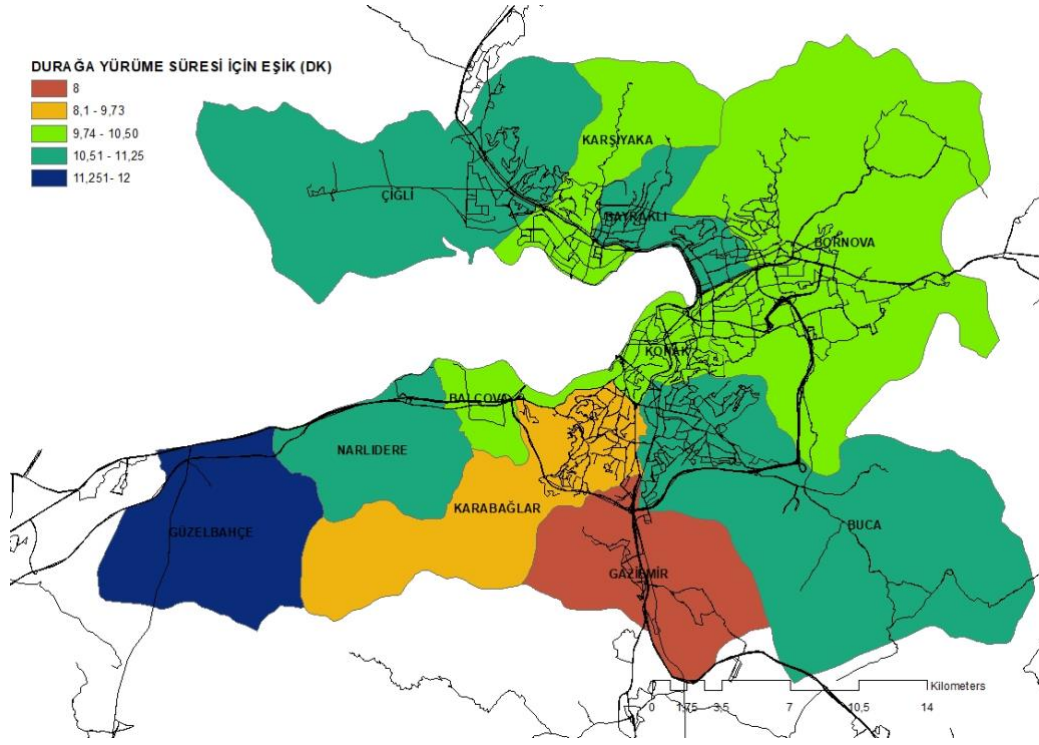 DURAĞA YÜRÜME SÜRESİ İÇİN EŞİK (DK)
8
8,1 - 9,73
9,74 - 10,50
10,51 - 11,25
11,251- 12
KARŞIYAKA
ÇİĞLİ
BAYRAKLI
BORNOVA
KONAK
BALÇOVA
NARLIDERE
KARABAĞLAR
GÜZELBAHÇE
BUCA
GAZİEMİR
Kilometers
0 1,75 3,5 7 10,5 14